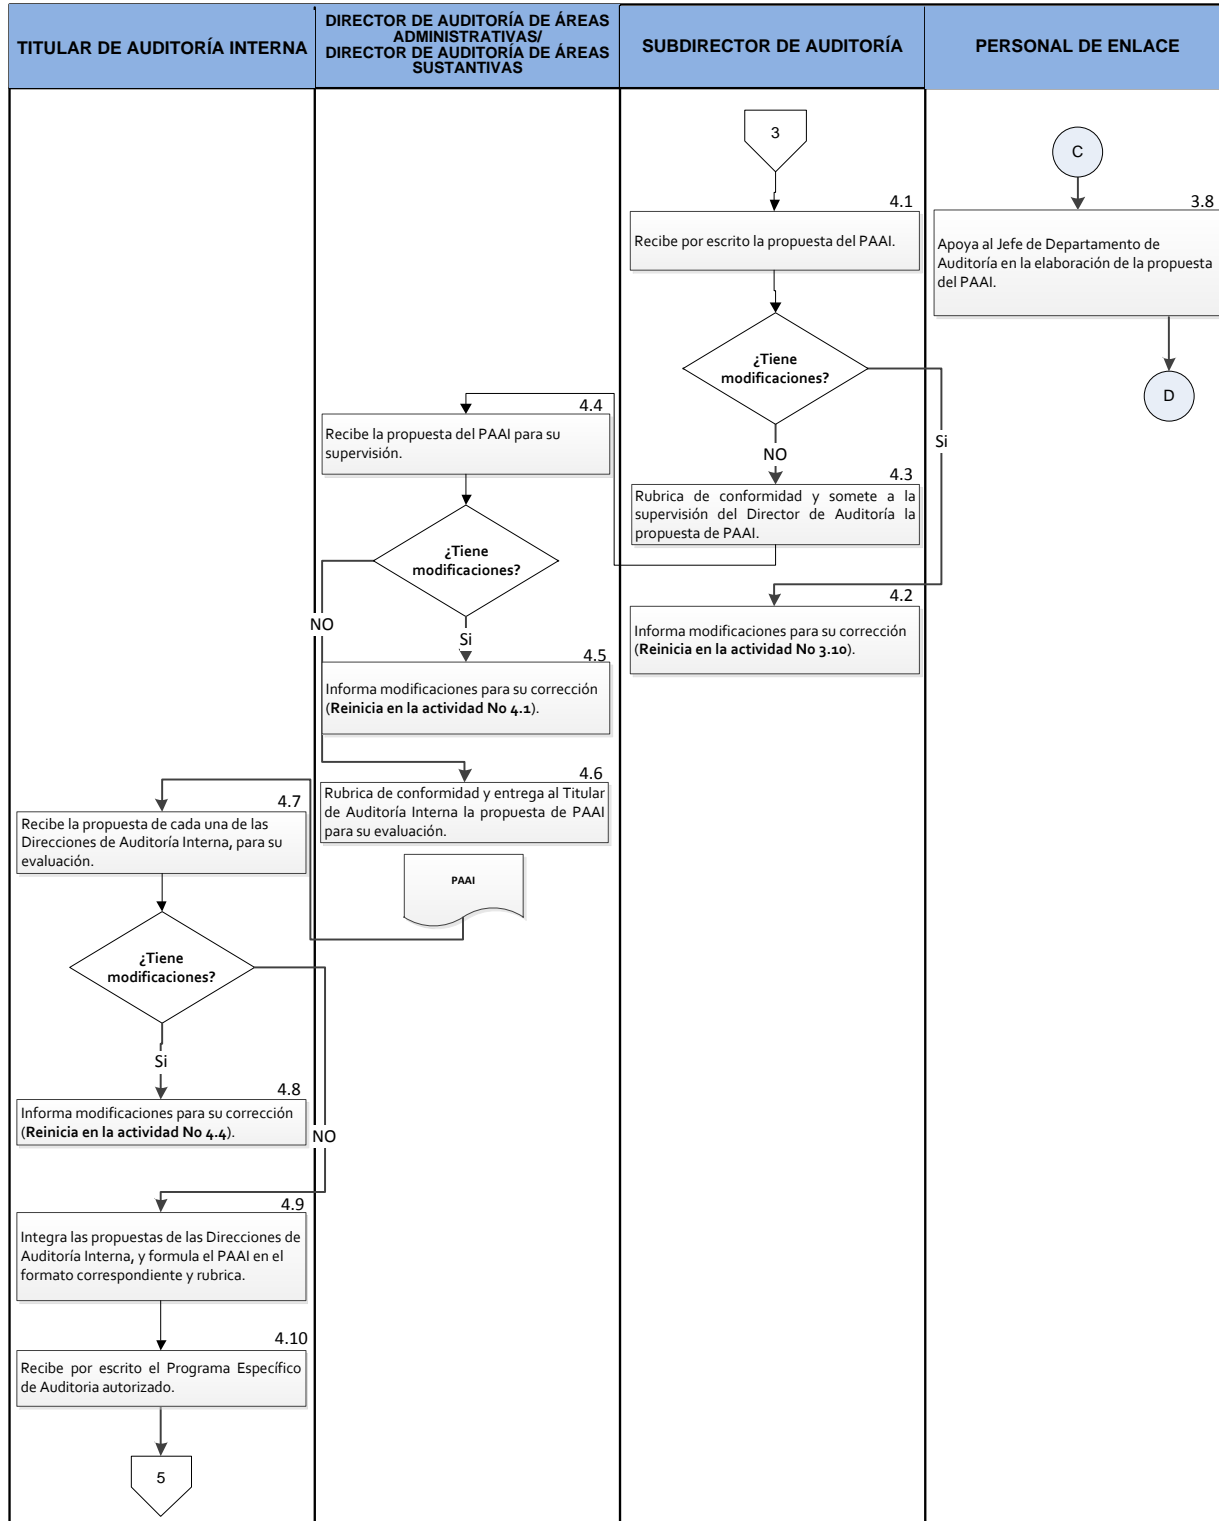 TITULAR DE AUDITORÍA INTERNA
DIRECTOR DE AUDITORÍA DE ÁREAS
ADMINISTRATIVAS/
DIRECTOR DE AUDITORÍA DE ÁREAS
SUSTANTIVAS
SUBDIRECTOR DE AUDITORÍA
PERSONAL DE ENLACE
3
C
4.1
Recibe por escrito la propuesta del PAAI.
3.8
Apoya al Jefe de Departamento de
Auditoría en la elaboración de la propuesta
del PAAI.
¿Tiene
modificaciones?
D
Si
NO
4.4
Recibe la propuesta del PAAI para su
supervisión.
4.3
Rubrica de conformidad y somete a la
supervisión del Director de Auditoría la
propuesta de PAAI.
¿Tiene
modificaciones?
4.2
Informa modificaciones para su corrección
(Reinicia en la actividad No 3.10).
NO
Si
4.5
Informa modificaciones para su corrección
(Reinicia en la actividad No 4.1).
4.6
Rubrica de conformidad y entrega al Titular
de Auditoría Interna la propuesta de PAAI
para su evaluación.
PAAI
4.7
Recibe la propuesta de cada una de las
Direcciones de Auditoría Interna, para su
evaluación.
¿Tiene
modificaciones?
Si
4.8
Informa modificaciones para su corrección
(Reinicia en la actividad No 4.4).
NO
4.9
Integra las propuestas de las Direcciones de
Auditoría Interna, y formula el PAAI en el
formato correspondiente y rubrica.
4.10
Recibe por escrito el Programa Específico
de Auditoria autorizado.
5